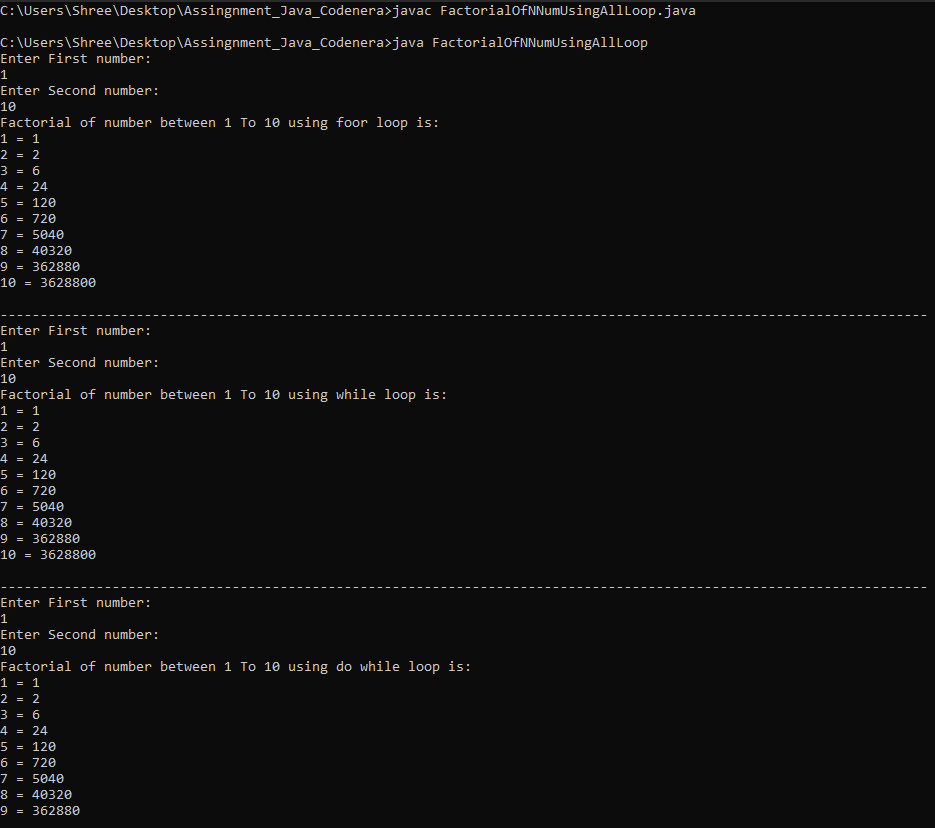 C:\Users\Shree\Desktop\Assingnment_Java_Codenera>javac FactorialOfNNumUsingAllLoop.java
C:\Users\Shree\Desktop\Assingnment_Java_Codenera>java FactorialOfNNumUsingAllLoop
Enter First number:
1
Enter Second number:
10
Factorial of number between 1 To 10 using foor loop is:
1 = 1
2 = 2
3 = 6
4 = 24
5 = 120
6 = 720
7 = 5040
8 = 40320
9 = 362880
10 = 3628800
--------------------------------------------------------------------------------------------------------------------
Enter First number:
1
Enter Second number:
10
Factorial of number between 1 To 10 using while loop is:
1 = 1
2 = 2
3 = 6
4 = 24
5 = 120
6 = 720
7 = 5040
8 = 40320
9 = 362880
10 = 3628800
--------------------------------------------------------------------------------------------------------------------
Enter First number:
1
Enter Second number:
10
Factorial of number between 1 To 10 using do while loop is:
1 = 1
2 = 2
3 = 6
4 = 24
5 = 120
6 = 720
7 = 5040
8 = 40320
9 = 362880